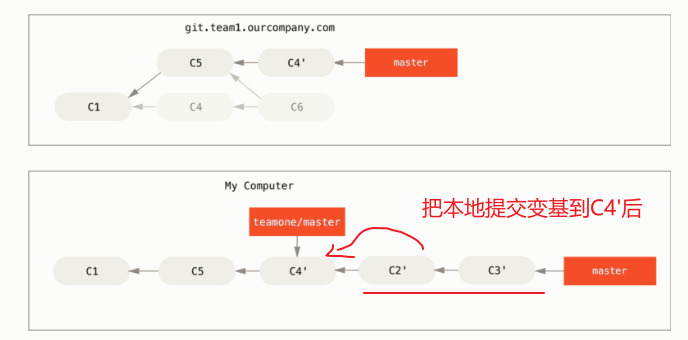 git.team1.ourcompany.com
C5
C4'
master
C1
C4
C6
My Computer
把本地提交变基到C4'后
teamone/master
C1
C5
C4'
C2'
C3'
master